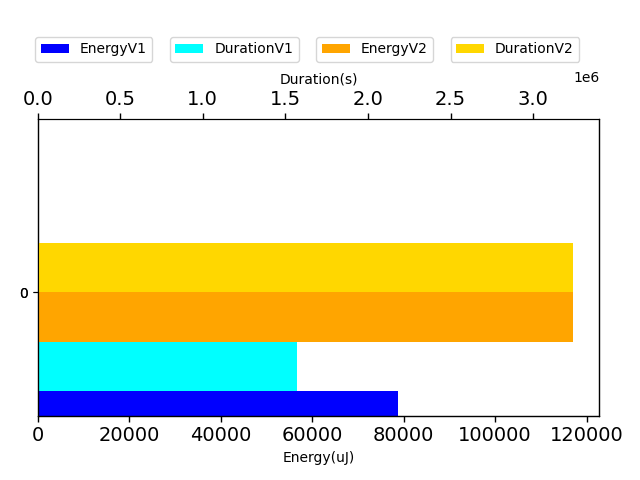 EnergyV1 DurationV1 EnergyV2 DurationV2
Duration(s)
1e6
0.0 0.5 1.0 1.5 2.0 2.5 3.0
0
0 20000 40000 60000 80000 100000 120000
Energy(uJ)